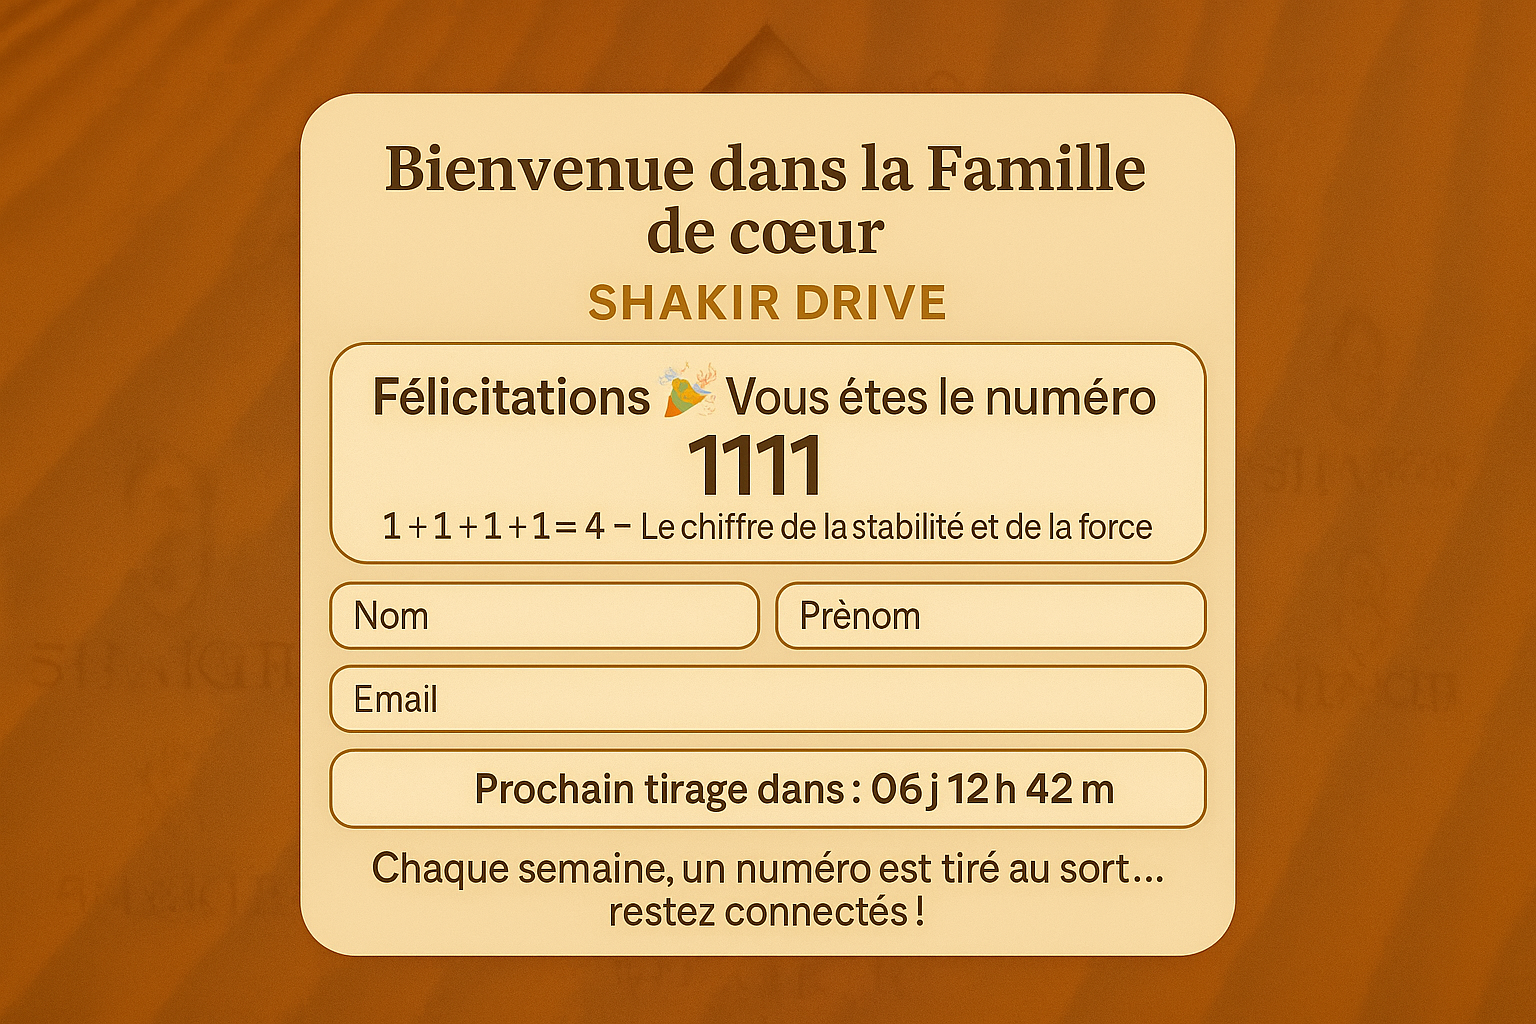 Bienvenue dans la Famille
de cœur
SHAKIR DRIVE
Félicitations 🎉 Vous étes le numéro
1111
1+1+1+1= 4 – Le chiffre de la stabilité et de la force
Nom
Prènom
Email
Prochain tirage dans : 06 j 12 h 42 m
Chaque semaine, un numéro est tiré au sort...
restez connectés !